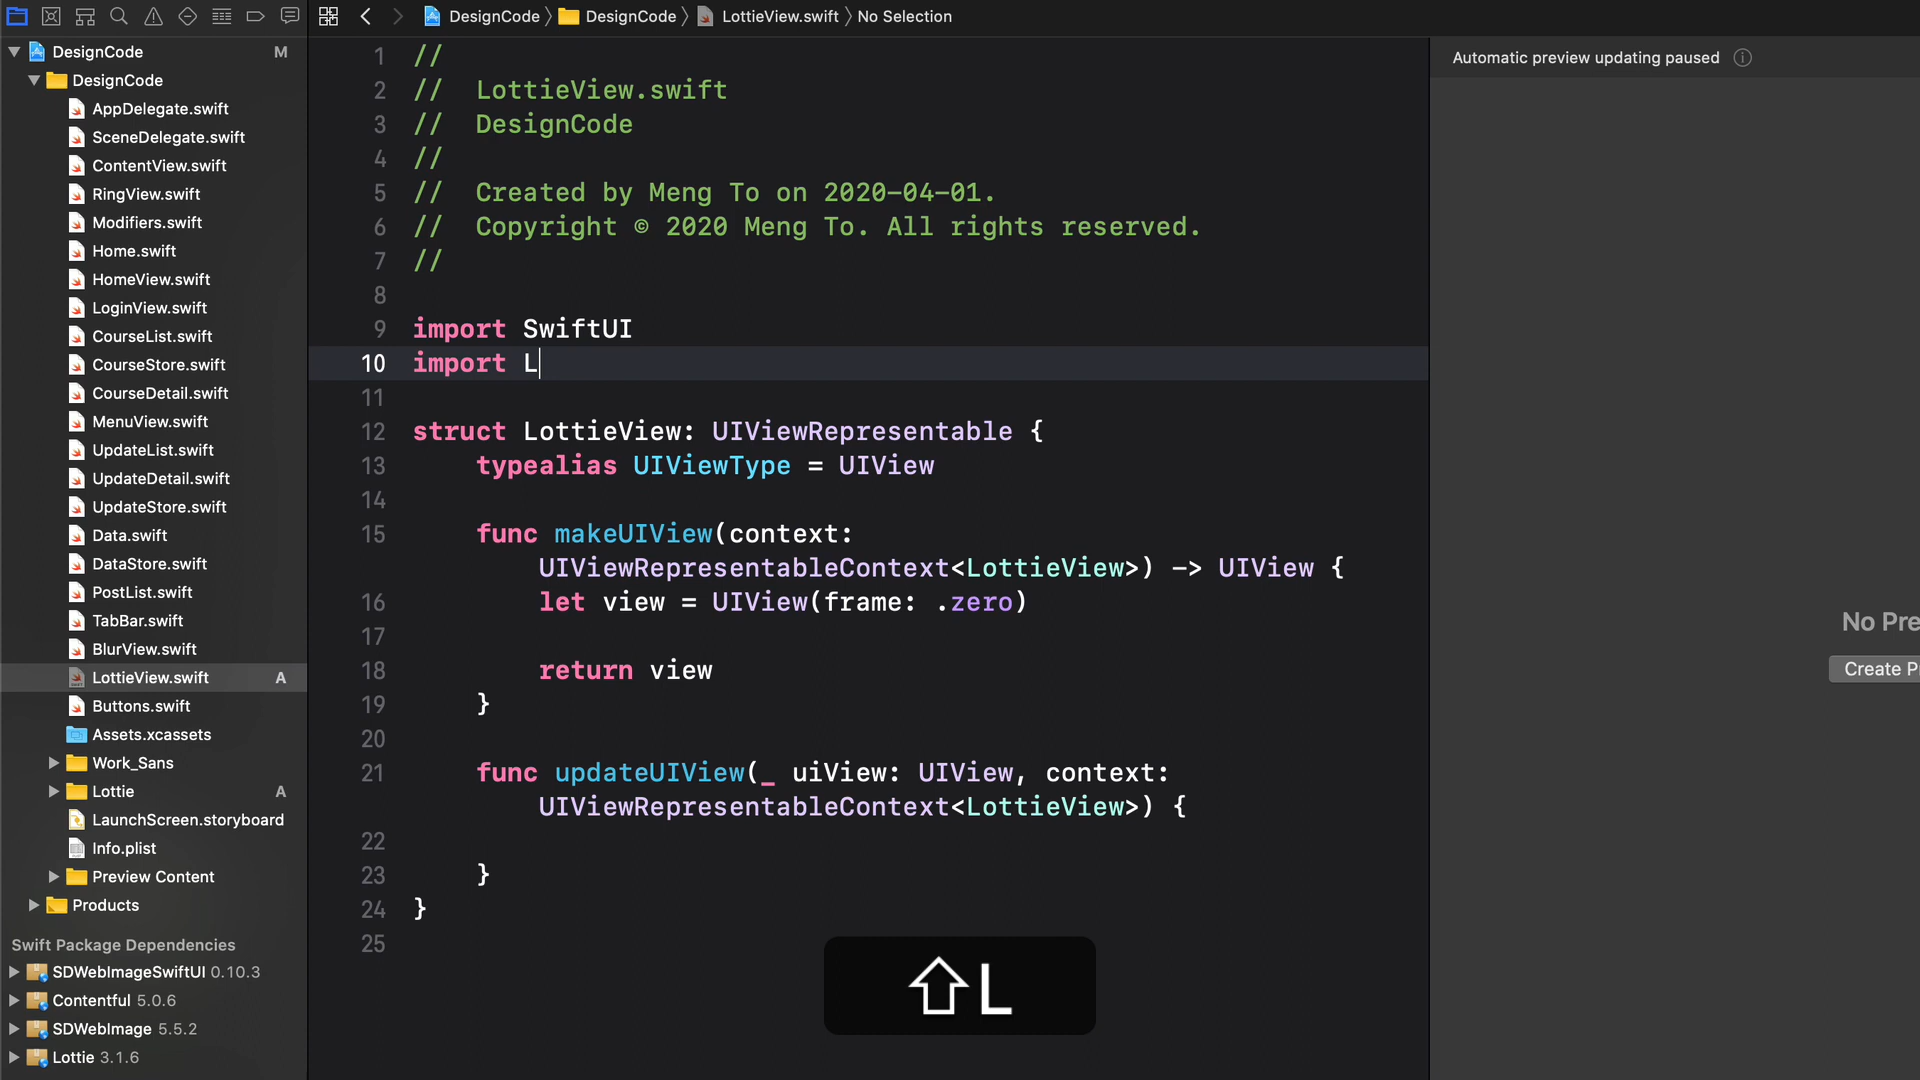 DesignCode
DesignCode
LottieView.swift
No Selection
DesignCode M
DesignCode
AppDelegate.swift
SceneDelegate.swift
ContentView.swift
RingView.swift
Modifiers.swift
Home.swift
HomeView.swift
LoginView.swift
CourseList.swift
CourseStore.swift
CourseDetail.swift
MenuView.swift
UpdateList.swift
UpdateDetail.swift
UpdateStore.swift
Data.swift
DataStore.swift
PostList.swift
TabBar.swift
BlurView.swift
LottieView.swift A
Buttons.swift
Assets.xcassets
Work_Sans
Lottie A
LaunchScreen.storyboard
Info.plist
Preview Content
Products
Swift Package Dependencies
SDWebImageSwiftUI 0.10.3
Contentful 5.0.6
SDWebImage 5.5.2
Lottie 3.1.6
1 //
2 //  LottieView.swift
3 //  DesignCode
4 //
5 //  Created by Meng To on 2020-04-01.
6 //  Copyright © 2020 Meng To. All rights reserved.
7 //
8
9 import SwiftUI
10 import L
11
12 struct LottieView: UIViewRepresentable {
13     typealias UIViewType = UIView
14
15     func makeUIView(context:
UIViewRepresentableContext<LottieView>) -> UIView {
16         let view = UIView(frame: .zero)
17
18         return view
19     }
20
21     func updateUIView(_ uiView: UIView, context:
UIViewRepresentableContext<LottieView>) {
22
23     }
24 }
25
⇧L
Automatic preview updating paused
No Pre
Create Pr